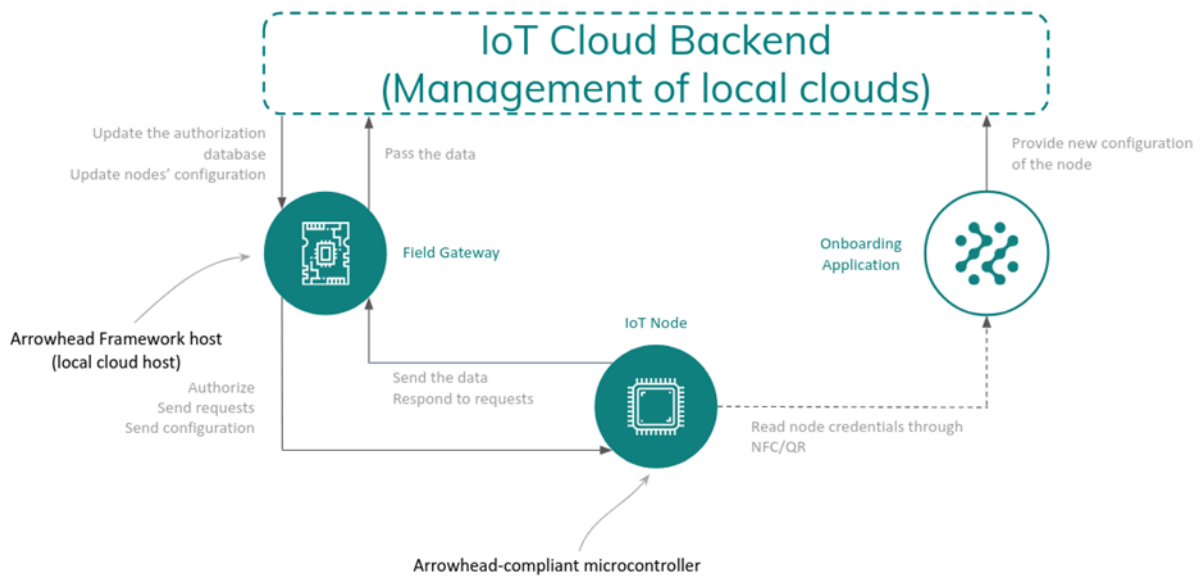 IoT Cloud Backend
(Management of local clouds)
Update the authorization
database
Update nodes’ configuration
Pass the data
Provide new configuration
of the node
Field Gateway
Onboarding
Application
Arrowhead Framework host
(local cloud host)
IoT Node
Authorize
Send requests
Send configuration
Send the data
Respond to requests
Read node credentials through
NFC/QR
Arrowhead-compliant microcontroller